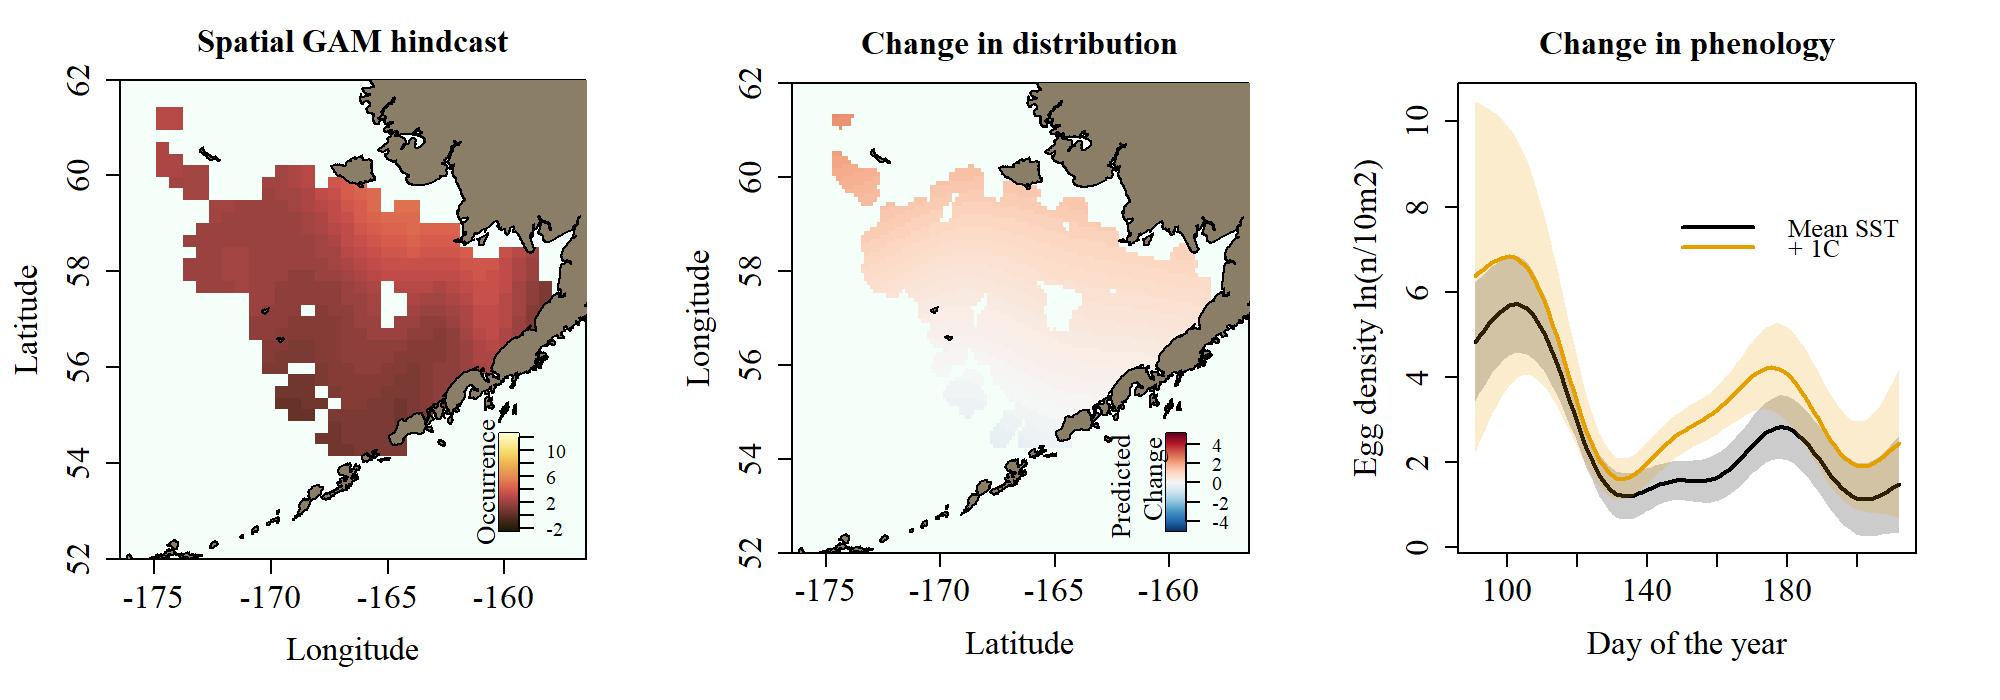 Spatial GAM hindcast
62
60
58
56
54
52
Latitude
-175
-170
-165
-160
Longitude
Occurrence
10
6
2
-2
Change in distribution
62
60
58
56
54
52
Longitude
-175
-170
-165
-160
Latitude
Predicted
Change
4
2
0
-2
-4
Change in phenology
10
8
6
4
2
0
Egg density ln(n/10m2)
Mean SST
+ 1C
100
140
180
Day of the year